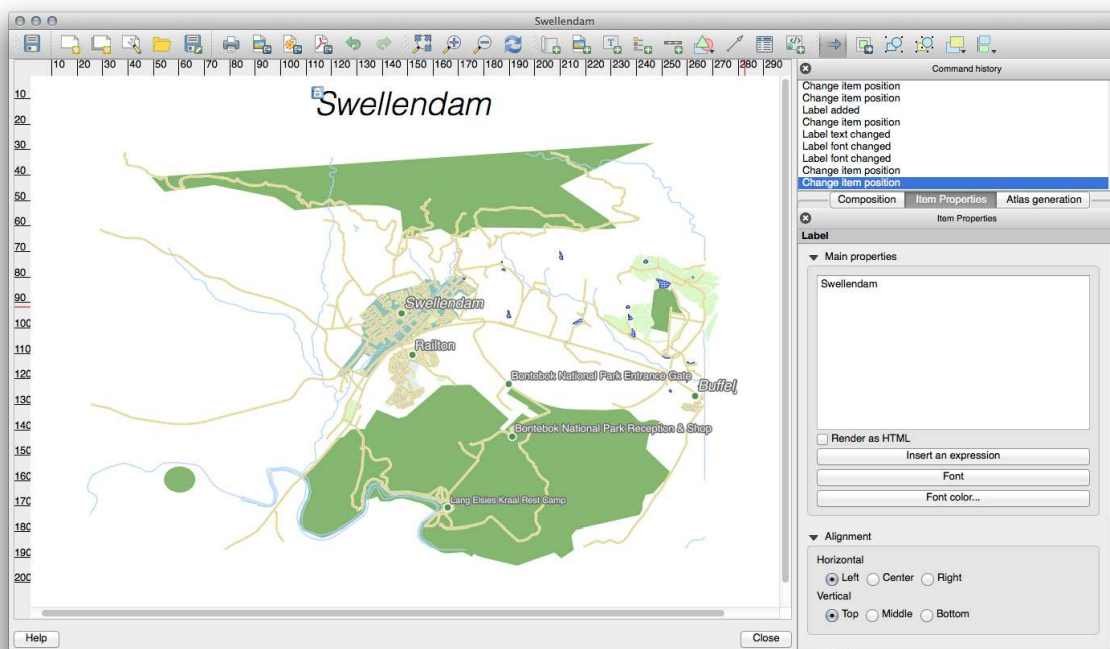 Swellendam
10 20 30 40 50 60 70 80 90 100 110 120 130 140 150 160 170 180 190 200 210 220 230 240 250 260 270 280 290
Command history
Change item position
Change item position
Label added
Change item position
Label text changed
Label font changed
Label font changed
Change item position
Change item position
Composition Item Properties Atlas generation
Item Properties
Label
Main properties
Swellendam
Render as HTML
Insert an expression
Font
Font color...
Alignment
Horizontal
Left Center Right
Vertical
Top Middle Bottom
10
20
30
40
50
60
70
80
90
100
110
120
130
140
150
160
170
180
190
200
Swellendam
Swellendam
Railton
Bontebok National Park Entrance Gate
Buffelj
Bontebok National Park Reception & Shop
Lang Elsies Kraal Rest Camp
Help Close